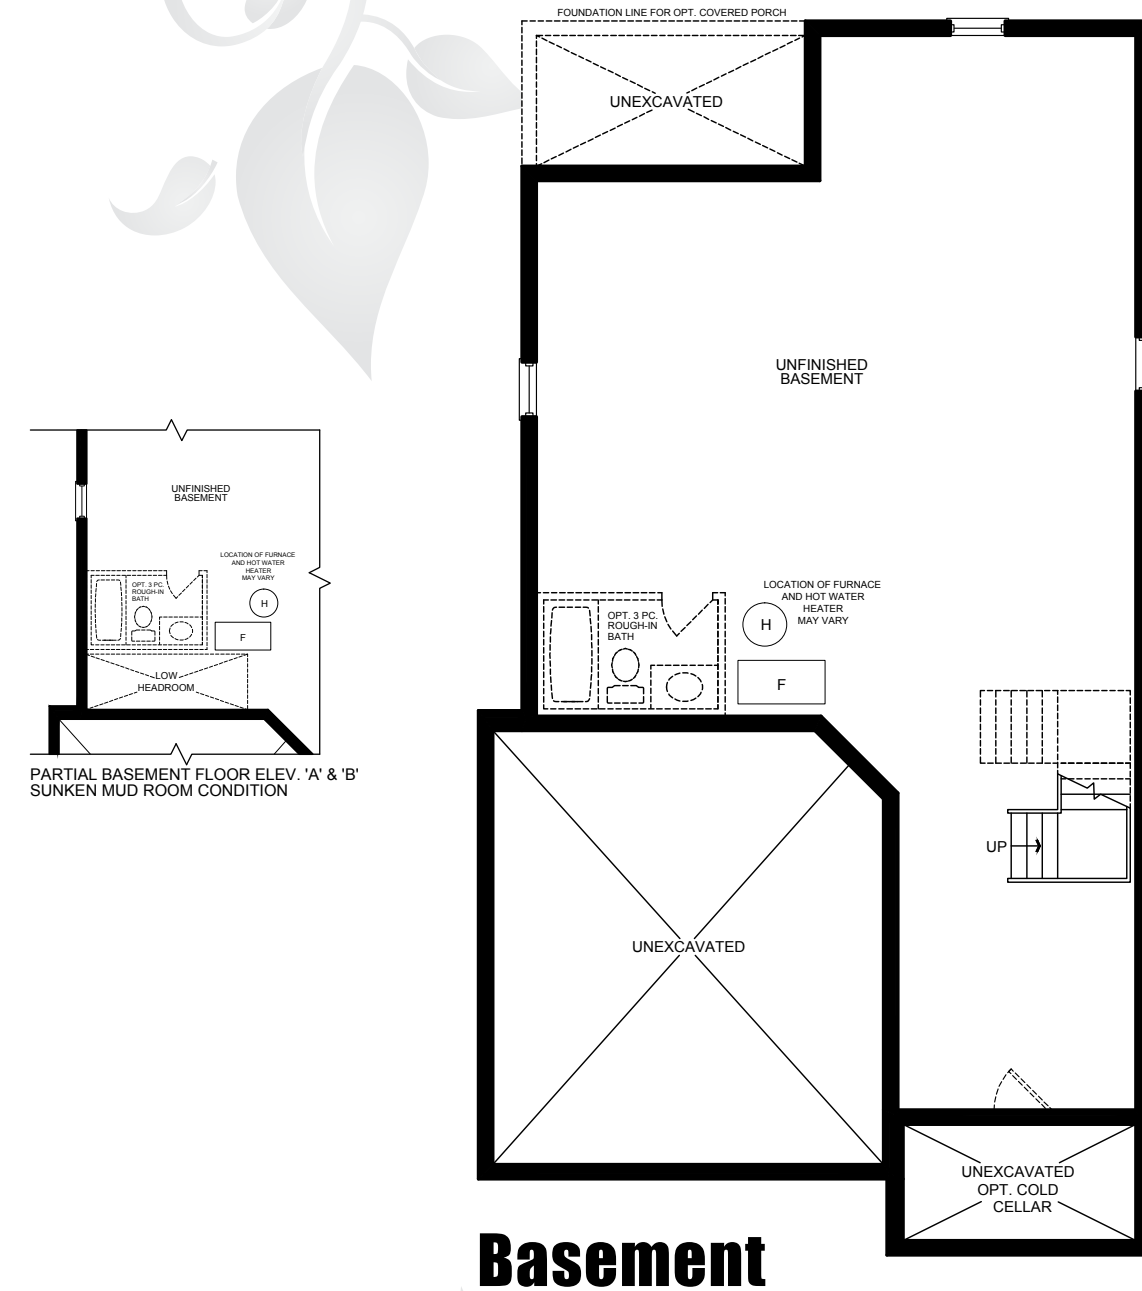 FOUNDATION LINE FOR OPT. COVERED PORCH
UNEXCAVATED
UNFINISHED
BASEMENT
UNFINISHED
BASEMENT
LOCATION OF FURNACE
AND HOT WATER
HEATER
MAY VARY
OPT. 3 PC.
ROUGH-IN
BATH
H
F
LOW
HEADROOM
PARTIAL BASEMENT FLOOR ELEV. 'A' & 'B'
SUNKEN MUD ROOM CONDITION
LOCATION OF FURNACE
AND HOT WATER
HEATER
MAY VARY
OPT. 3 PC.
ROUGH-IN
BATH
H
F
UP
UNEXCAVATED
UNEXCAVATED
OPT. COLD
CELLAR
Basement